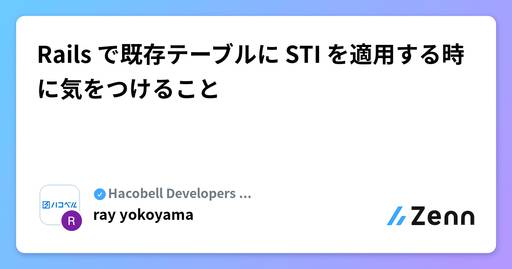 Rails で既存テーブルに STI を適用する時
に気をつけること
ハコベル
R
Hacobell Developers ...
ray yokoyama
Zenn